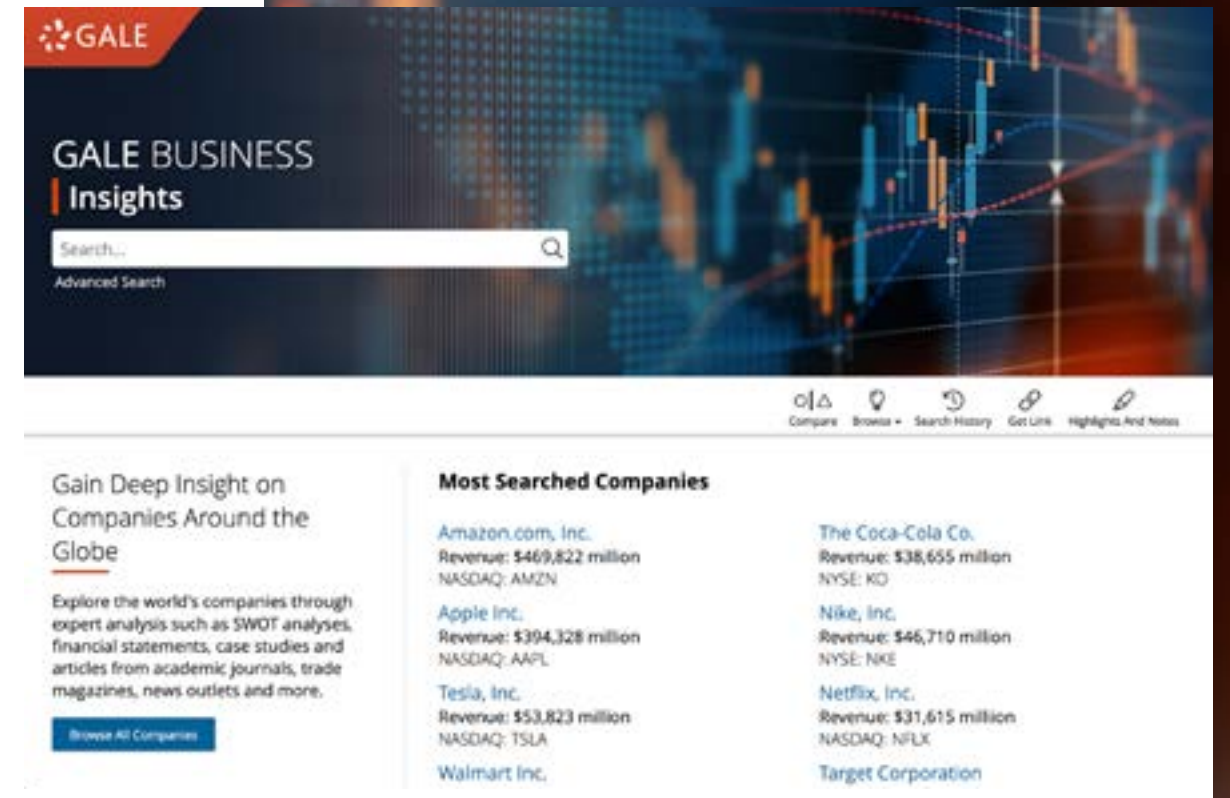 GALE
GALE BUSINESS
Insights
Search...
Advanced Search
Compare
Browse
Search History
Get Link
Highlights And Notes
Gain Deep Insight on
Companies Around the
Globe
Explore the world's companies through
expert analysis such as SWOT analyses,
financial statements, case studies and
articles from academic journals, trade
magazines, news outlets and more.
Browse All Companies
Most Searched Companies
Amazon.com, Inc.
Revenue: $469,822 million
NASDAQ: AMZN
Apple Inc.
Revenue: $394,328 million
NASDAQ: AAPL
Tesla, Inc.
Revenue: $53,823 million
NASDAQ: TSLA
Walmart Inc.
The Coca-Cola Co.
Revenue: $38,655 million
NYSE: KO
Nike, Inc.
Revenue: $46,710 million
NYSE: NKE
Netflix, Inc.
Revenue: $31,615 million
NASDAQ: NFLX
Target Corporation